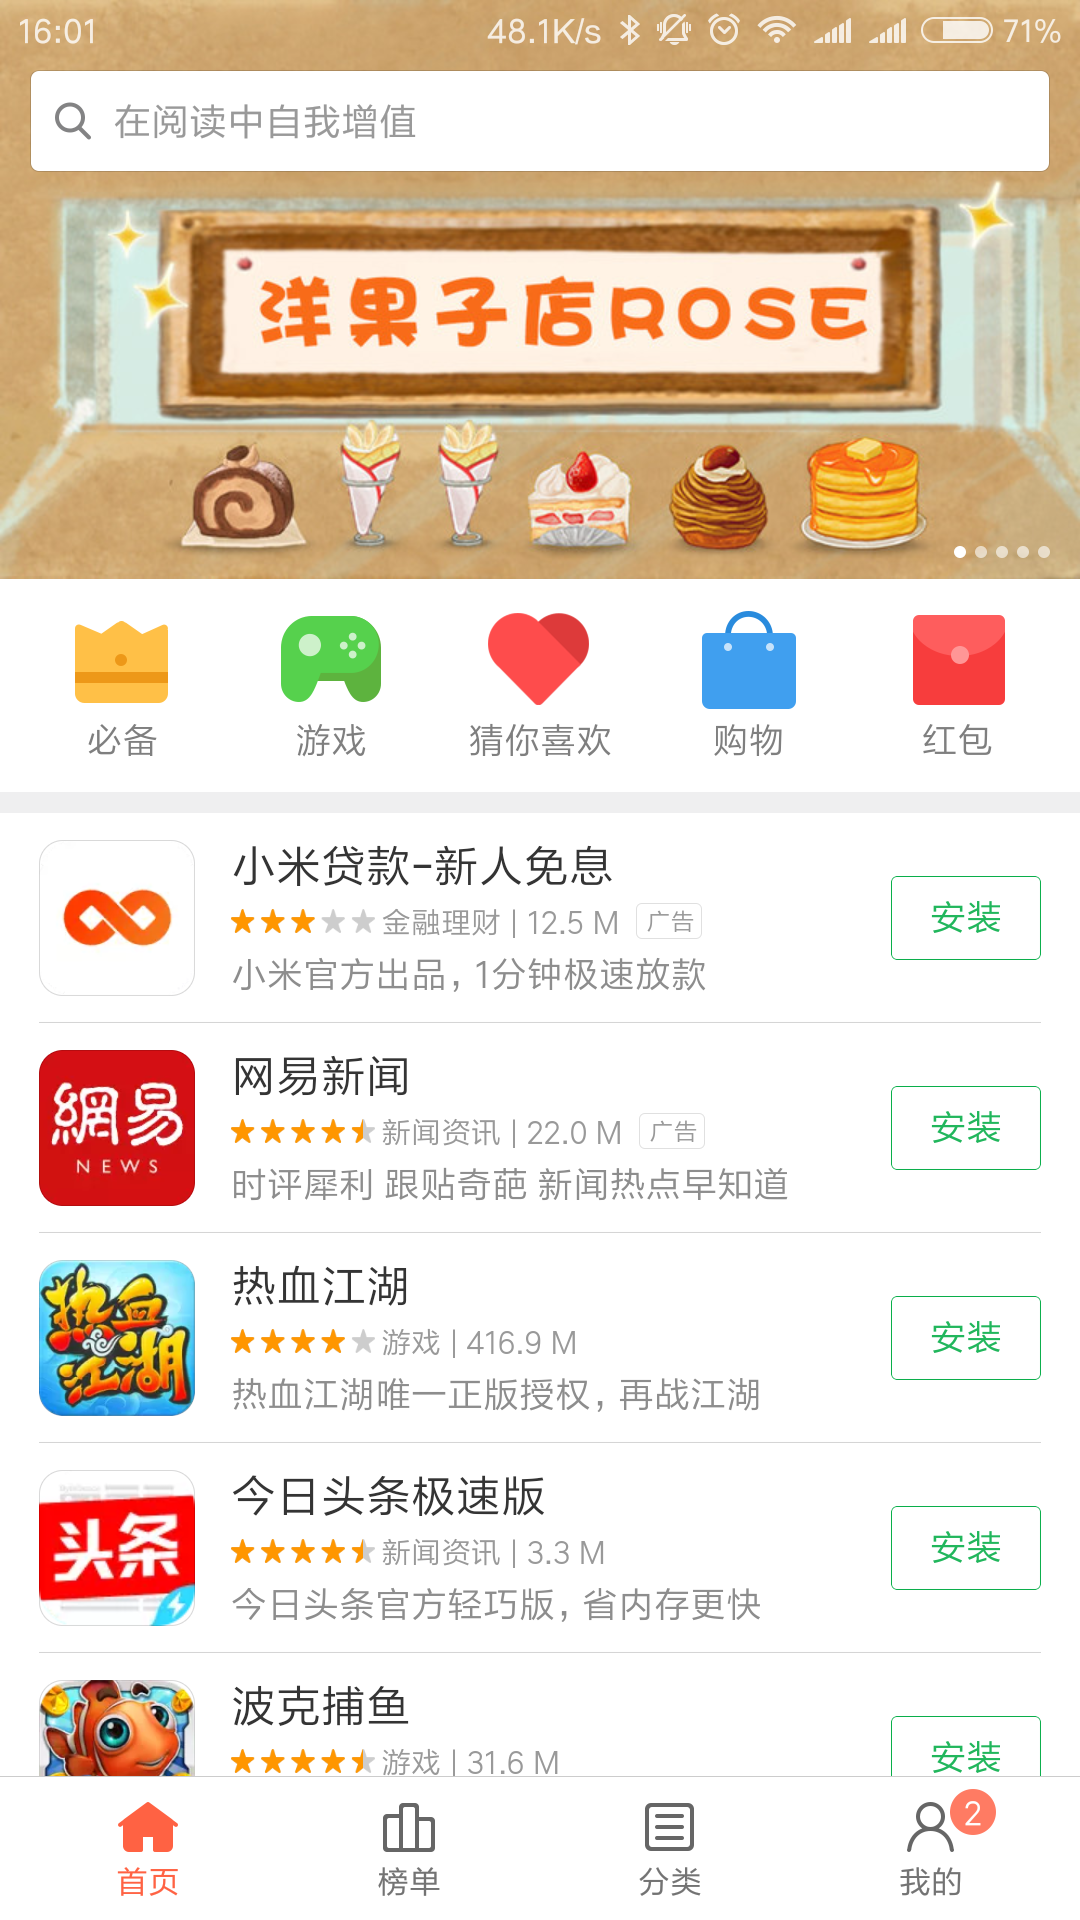 16:01 48.1K/s 71%
在阅读中自我增值
洋果子店ROSE
必备 游戏 猜你喜欢 购物 红包
小米贷款-新人免息
金融理财 | 12.5 M 广告
小米官方出品，1分钟极速放款
安装
網易
NEWS
网易新闻
新闻资讯 | 22.0 M 广告
时评犀利 跟贴奇葩 新闻热点早知道
安装
热血
江湖
热血江湖
游戏 | 416.9 M
热血江湖唯一正版授权，再战江湖
安装
头条
今日头条极速版
新闻资讯 | 3.3 M
今日头条官方轻巧版，省内存更快
安装
波克捕鱼
游戏 | 31.6 M
安装
2
首页 榜单 分类 我的